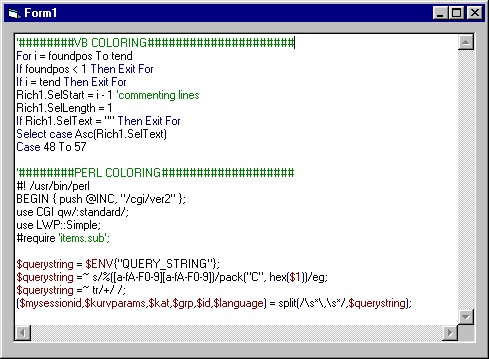 Form1
'########VB COLORING#####################
For i = foundpos To tend
If foundpos < 1 Then Exit For
If i = tend Then Exit For
Rich1.SelStart = i - 1 'commenting lines
Rich1.SelLength = 1
If Rich1.SelText = "" Then Exit For
Select case Asc(Rich1.SelText)
Case 48 To 57
'########PERL COLORING###################
#! /usr/bin/perl
BEGIN { push @INC, "/cgi/ver2" };
use CGI qw/:standard/;
use LWP::Simple;
#require 'items.sub';
$querystring = $ENV{"QUERY_STRING"};
$querystring =~ s/%([a-fA-F0-9][a-fA-F0-9])/pack("C", hex($1))/eg;
$querystring =~ tr/+/ /;
($mysessionid,$kurvparams,$kat,$grp,$id,$language) = split(/\s*\,\s*/,$querystring);